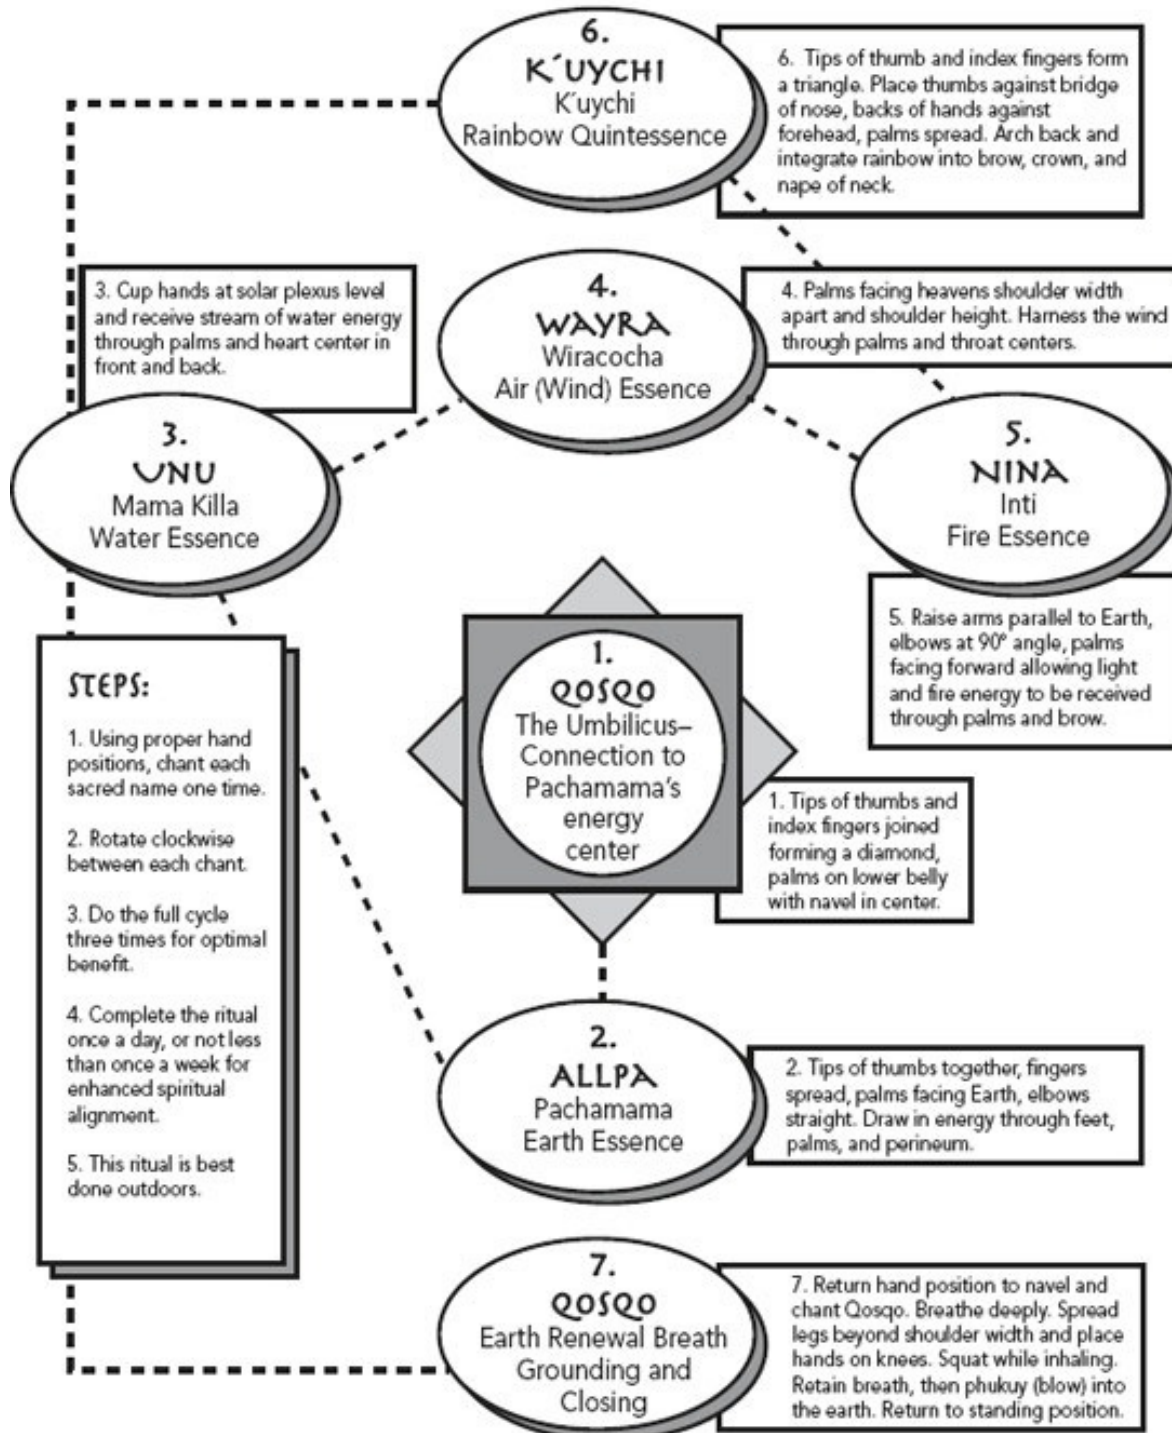 6.
K´UYCHI
K´uychi
Rainbow Quintessence
6. Tips of thumb and index fingers form
a triangle. Place thumbs against bridge
of nose, backs of hands against
forehead, palms spread. Arch back and
integrate rainbow into brow, crown, and
nape of neck.
3. Cup hands at solar plexus level
and receive stream of water energy
through palms and heart center in
front and back.
4.
WAYRA
Wiracocha
Air (Wind) Essence
4. Palms facing heavens shoulder width
apart and shoulder height. Harness the wind
through palms and throat centers.
3.
UNU
Mama Killa
Water Essence
5.
NINA
Inti
Fire Essence
5. Raise arms parallel to Earth,
elbows at 90° angle, palms
facing forward allowing light
and fire energy to be received
through palms and brow.
1.
QOSQO
The Umbilicus–
Connection to
Pachamama's
energy
center
1. Tips of thumbs and
index fingers joined
forming a diamond,
palms on lower belly
with navel in center.
STEPS:
1. Using proper hand
positions, chant each
sacred name one time.
2. Rotate clockwise
between each chant.
3. Do the full cycle
three times for optimal
benefit.
4. Complete the ritual
once a day, or not less
than once a week for
enhanced spiritual
alignment.
5. This ritual is best
done outdoors.
2.
ALLPA
Pachamama
Earth Essence
2. Tips of thumbs together, fingers
spread, palms facing Earth, elbows
straight. Draw in energy through feet,
palms, and perineum.
7.
QOSQO
Earth Renewal Breath
Grounding and
Closing
7. Return hand position to navel and
chant Qosqo. Breathe deeply. Spread
legs beyond shoulder width and place
hands on knees. Squat while inhaling.
Retain breath, then phukuy (blow) into
the earth. Return to standing position.